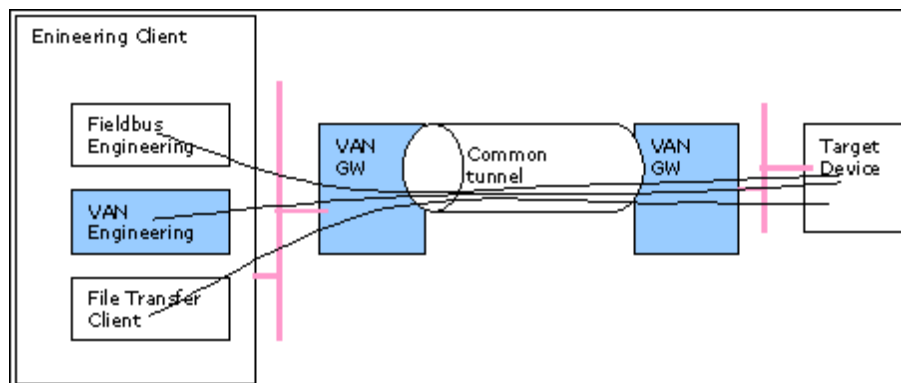 Enineering Client
Fieldbus
Engineering
VAN
Engineering
File Transfer
Client
VAN
GW
Common
tunnel
VAN
GW
Target
Device